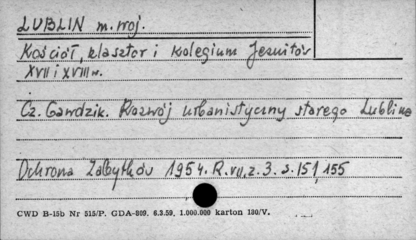 LUBLIN m. woj.
Kościół, klasztor i kolegium Jezuitów
XVII i XVIII w.
Cz. Gawdzik. Rozwój urbanistyczny starego Lublina
Ochrona Zabytków 1954. R. VII, z. 3. s. 151, 155
CWD B-15b Nr 515/P. GDA-809. 6.3.59. 1.000.000 karton 180/V.